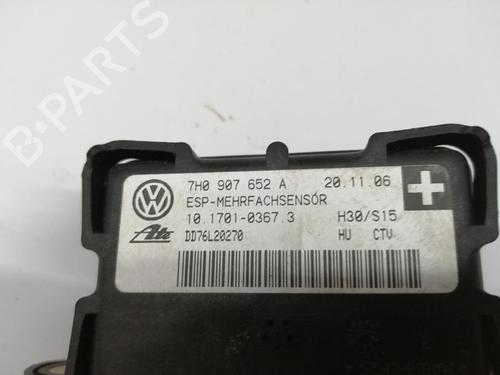 B-PARTS
7H0 907 652 A 20.11.06
ESP-MEHRFACHSENSOR
10.1701-0367.3 H30/S15
Ate DD76L20270 HU CTV